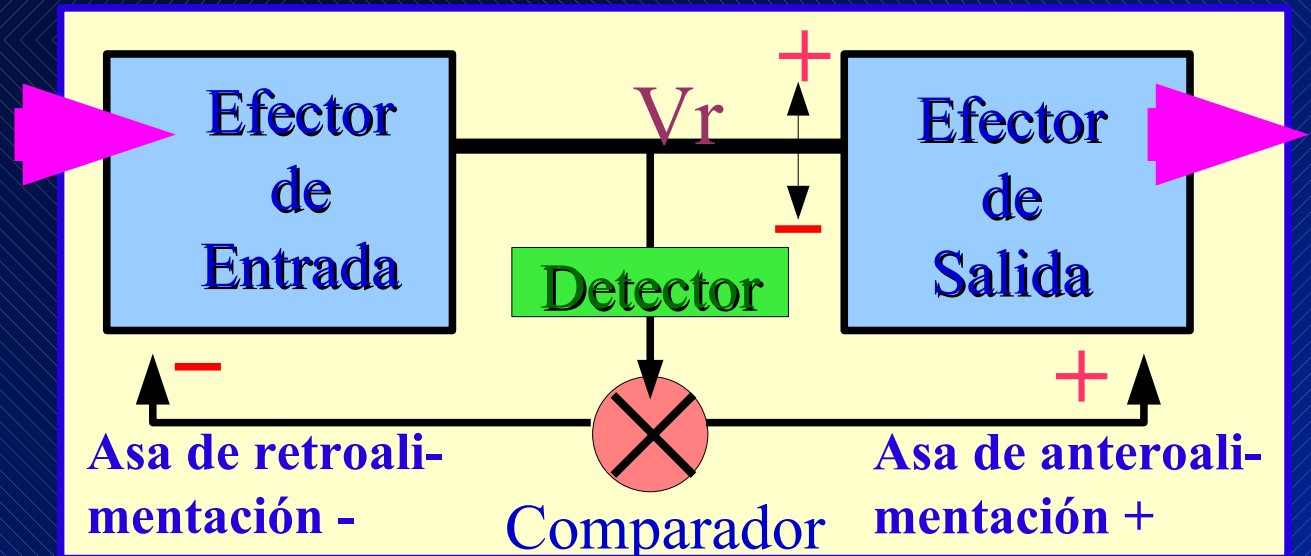 Efector
de
Entrada
Vr
+
−
Efector
de
Salida
Detector
−
+
Asa de retroali-
mentación -
Comparador
Asa de anteroali-
mentación +